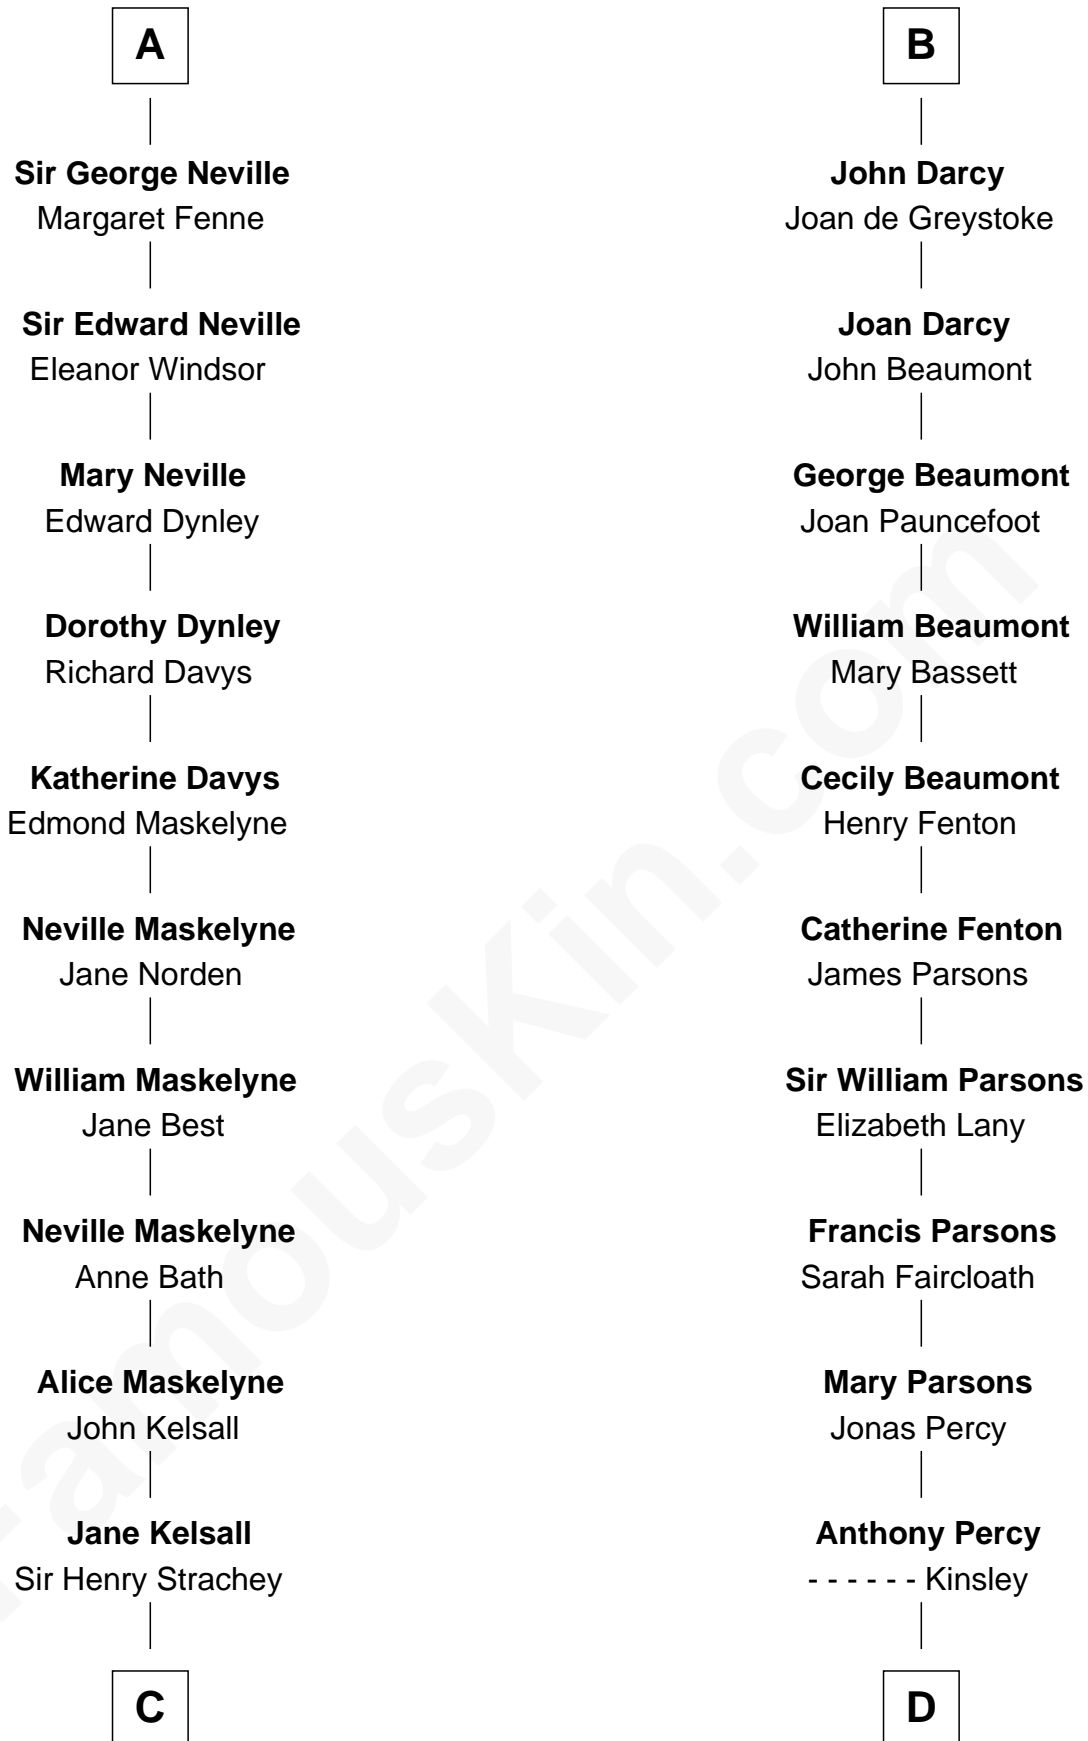 A
Sir George Neville
Margaret Fenne
Sir Edward Neville
Eleanor Windsor
Mary Neville
Edward Dynley
Dorothy Dynley
Richard Davys
Katherine Davys
Edmond Maskelyne
Neville Maskelyne
Jane Norden
William Maskelyne
Jane Best
Neville Maskelyne
Anne Bath
Alice Maskelyne
John Kelsall
Jane Kelsall
Sir Henry Strachey
C
B
John Darcy
Joan de Greystoke
Joan Darcy
John Beaumont
George Beaumont
Joan Pauncefoot
William Beaumont
Mary Bassett
Cecily Beaumont
Henry Fenton
Catherine Fenton
James Parsons
Sir William Parsons
Elizabeth Lany
Francis Parsons
Sarah Faircloath
Mary Parsons
Jonas Percy
Anthony Percy
- - - - - - Kinsley
D
FamousKin.com